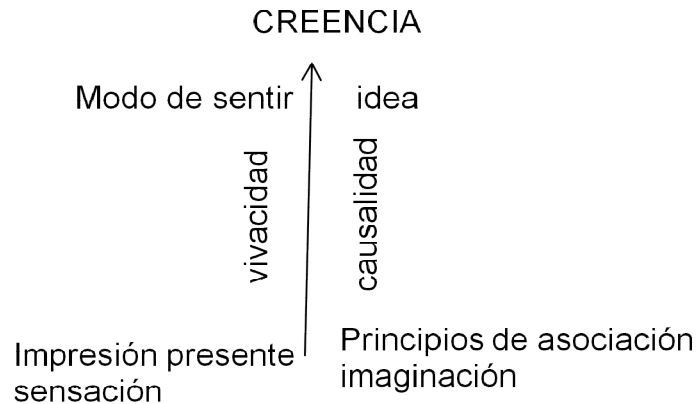 CREENCIA
Modo de sentir
idea
vivacidad
causalidad
Impresión presente
sensación
Principios de asociación
imaginación